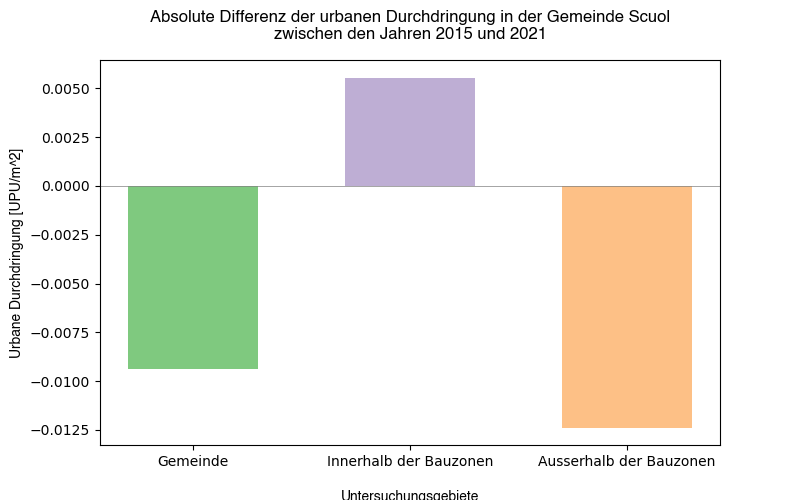 Absolute Differenz der urbanen Durchdringung in der Gemeinde Scuol
zwischen den Jahren 2015 und 2021
Urbane Durchdringung [UPU/m^2]
0.0050
0.0025
0.0000
−0.0025
−0.0050
−0.0075
−0.0100
−0.0125
Gemeinde
Innerhalb der Bauzonen
Ausserhalb der Bauzonen
Untersuchungsgebiete